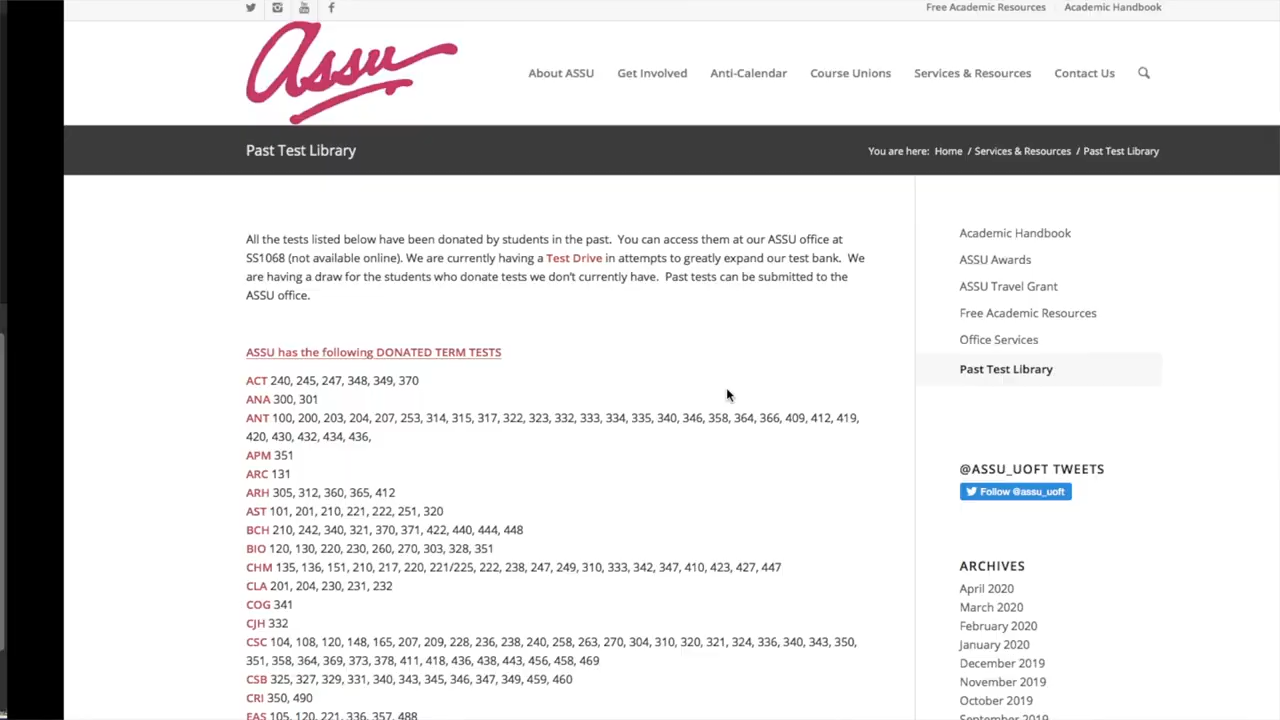 Free Academic Resources
Academic Handbook
Assu
About ASSU
Get Involved
Anti-Calendar
Course Unions
Services & Resources
Contact Us
Past Test Library
You are here: Home / Services & Resources / Past Test Library
All the tests listed below have been donated by students in the past. You can access them at our ASSU office at
SS1068 (not available online). We are currently having a Test Drive in attempts to greatly expand our test bank. We
are having a draw for the students who donate tests we don't currently have. Past tests can be submitted to the
ASSU office.
ASSU has the following DONATED TERM TESTS
ACT 240, 245, 247, 348, 349, 370
ANA 300, 301
ANT 100, 200, 203, 204, 207, 253, 314, 315, 317, 322, 323, 332, 333, 334, 335, 340, 346, 358, 364, 366, 409, 412, 419,
420, 430, 432, 434, 436,
APM 351
ARC 131
ARH 305, 312, 360, 365, 412
AST 101, 201, 210, 221, 222, 251, 320
BCH 210, 242, 340, 321, 370, 371, 422, 440, 444, 448
BIO 120, 130, 220, 230, 260, 270, 303, 328, 351
CHM 135, 136, 151, 210, 217, 220, 221/225, 222, 238, 247, 249, 310, 333, 342, 347, 410, 423, 427, 447
CLA 201, 204, 230, 231, 232
COG 341
CJH 332
CSC 104, 108, 120, 148, 165, 207, 209, 228, 236, 238, 240, 258, 263, 270, 304, 310, 320, 321, 324, 336, 340, 343, 350,
351, 358, 364, 369, 373, 378, 411, 418, 436, 438, 443, 456, 458, 469
CSB 325, 327, 329, 331, 340, 343, 345, 346, 347, 349, 459, 460
CRI 350, 490
EAS 105, 120, 221, 336, 357, 488
Academic Handbook
ASSU Awards
ASSU Travel Grant
Free Academic Resources
Office Services
Past Test Library
@ASSU_UOFT TWEETS
Follow @assu_uoft
ARCHIVES
April 2020
March 2020
February 2020
January 2020
December 2019
November 2019
October 2019
September 2019